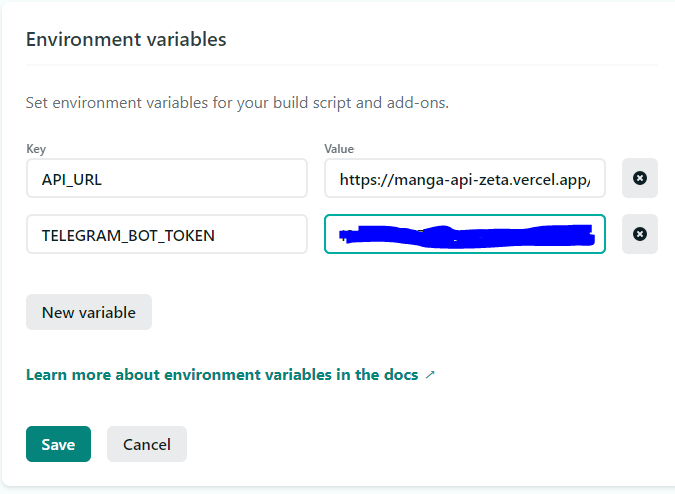 Environment variables
Set environment variables for your build script and add-ons.
Key Value
API_URL https://manga-api-zeta.vercel.app/
TELEGRAM_BOT_TOKEN
New variable
Learn more about environment variables in the docs ↗
Save Cancel